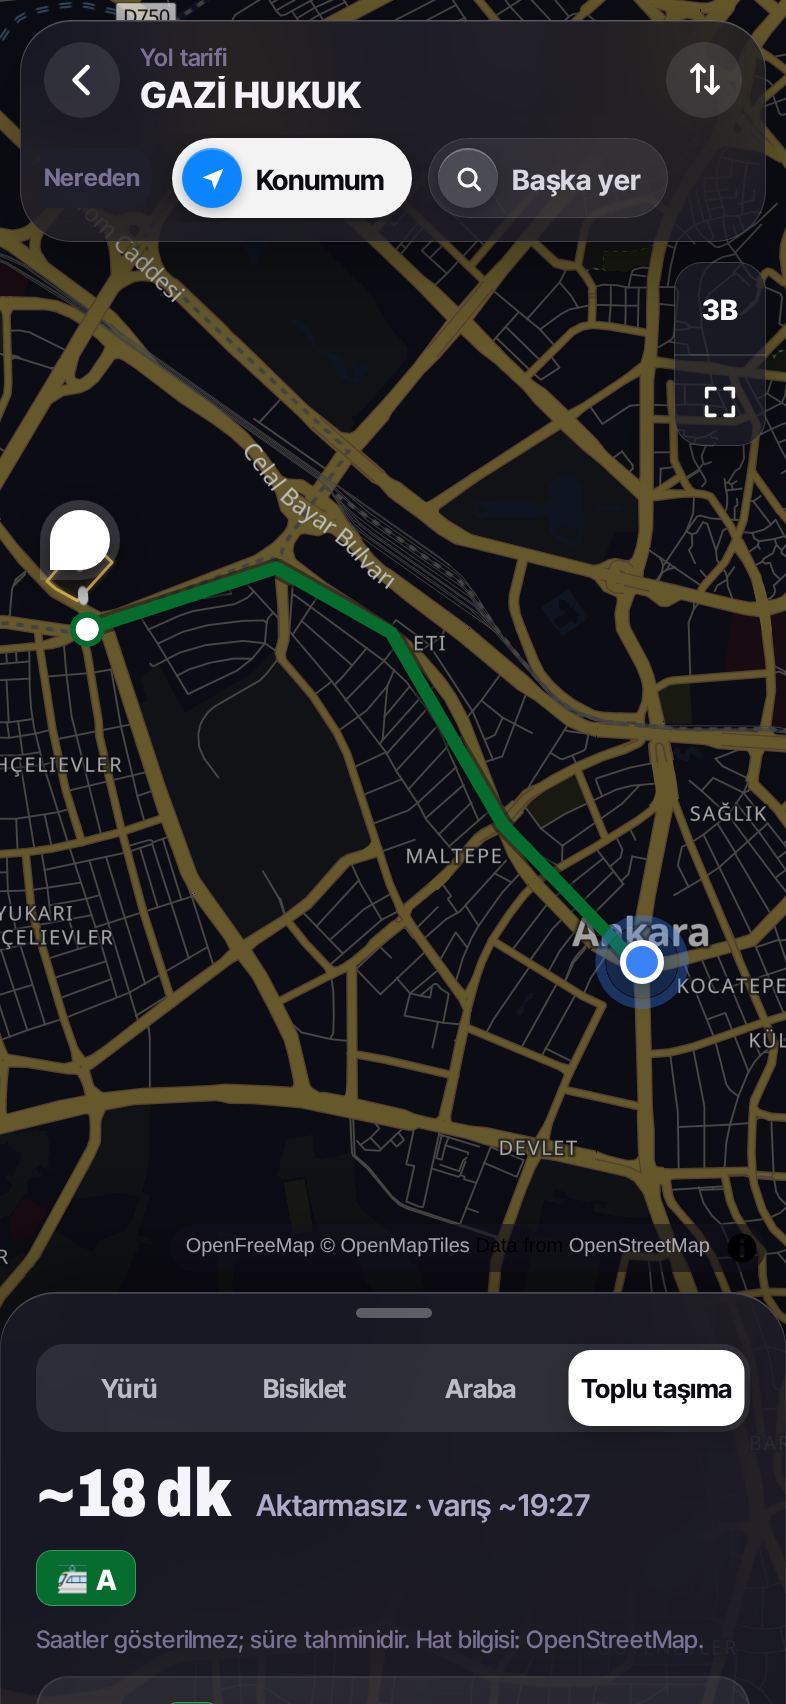 D750
Yol tarifi
GAZİ HUKUK
Nereden
Konumum
Başka yer
Caddesi
3B
Celal Bayar Bulvarı
ETI
HÇELIEVLER
SAĞLIK
MALTEPE
YUKARI
ÇELIEVLER
Ankara
KOCATEPE
KÜL
DEVLET
R
OpenFreeMap © OpenMapTiles Data from OpenStreetMap
Yürü
Bisiklet
Araba
Toplu taşıma
BAR
~18 dk
Aktarmasız · varış ~19:27
A
Saatler gösterilmez; süre tahminidir. Hat bilgisi: OpenStreetMap.